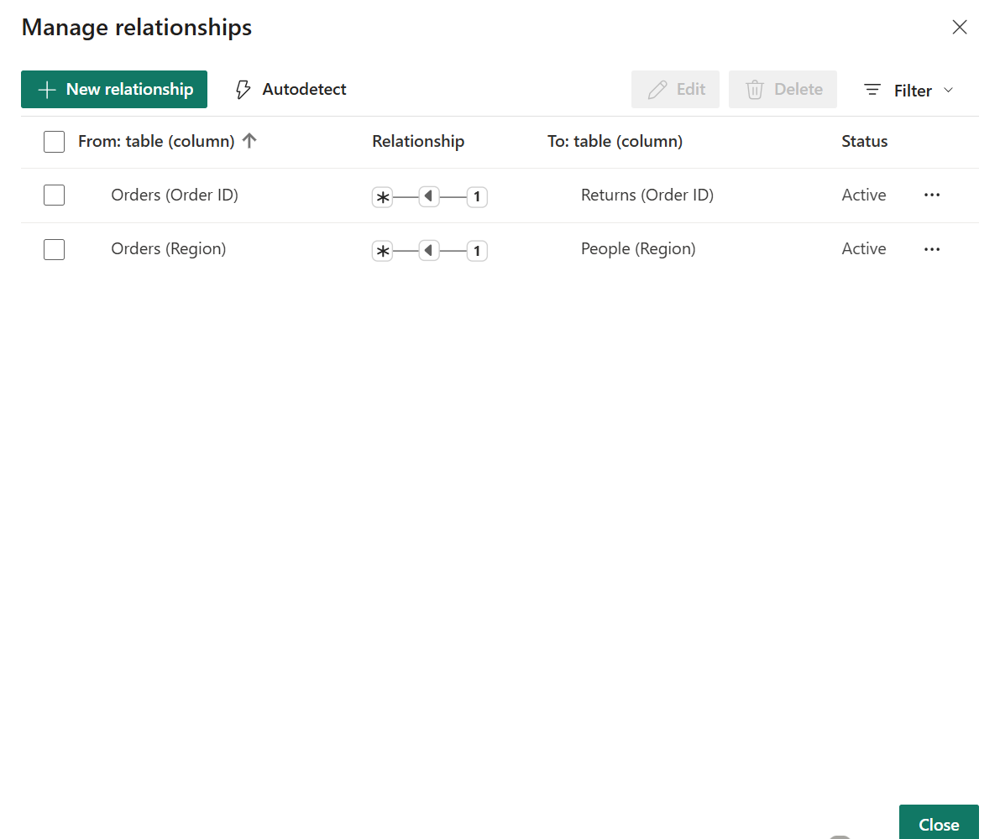 Manage relationships
New relationship Autodetect Edit Delete Filter
From: table (column) Relationship To: table (column) Status
Orders (Order ID) * 1 Returns (Order ID) Active ...
Orders (Region) * 1 People (Region) Active ...
Close